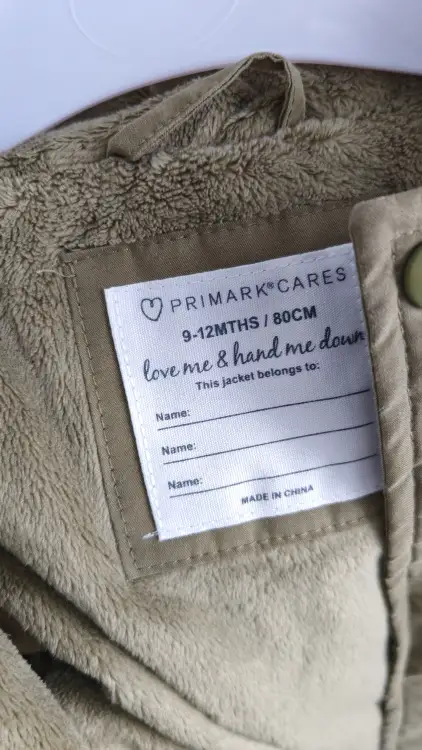 PRIMARK® CARES
9-12MTHS / 80CM
love me & hand me down
This jacket belongs to:
Name:
Name:
Name:
MADE IN CHINA